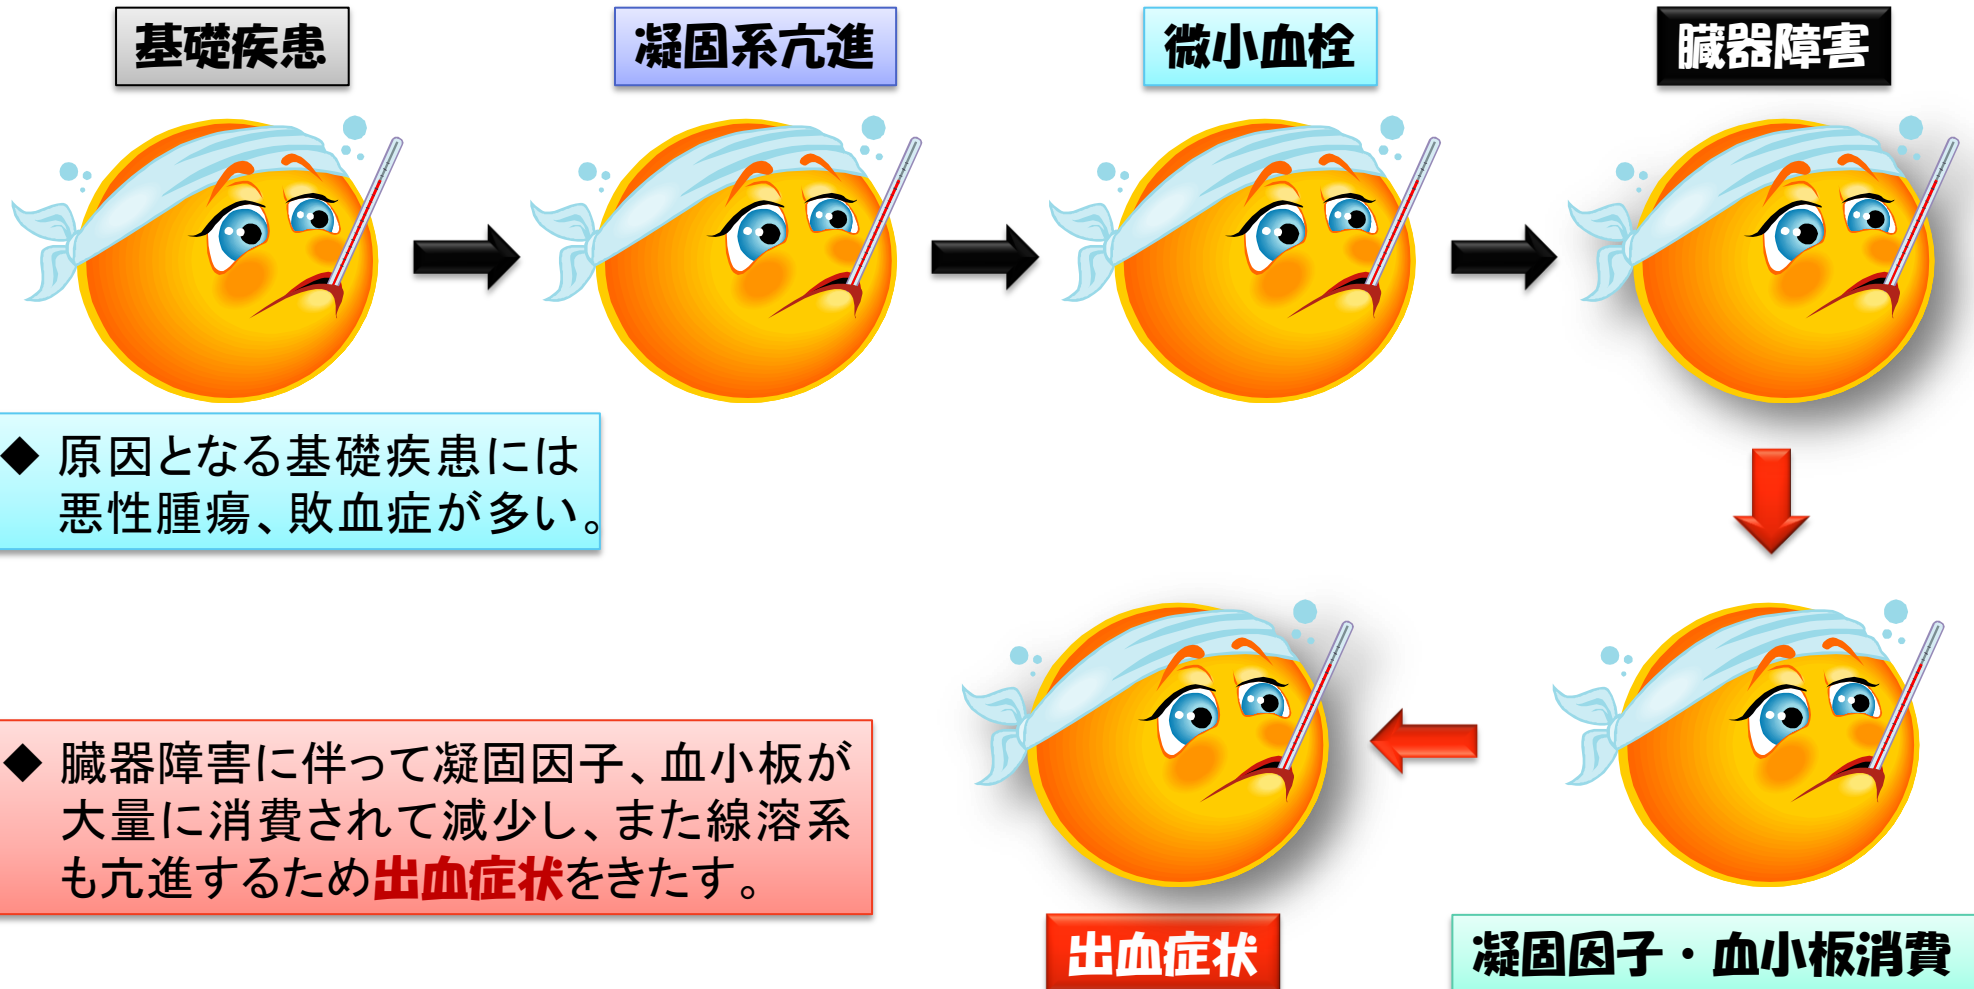 基礎疾患
凝固系亢進
微小血栓
臓器障害
◆ 原因となる基礎疾患には
悪性腫瘍、敗血症が多い。
◆ 臓器障害に伴って凝固因子、血小板が
大量に消費されて減少し、また線溶系
も亢進するため出血症状をきたす。
出血症状
凝固因子・血小板消費